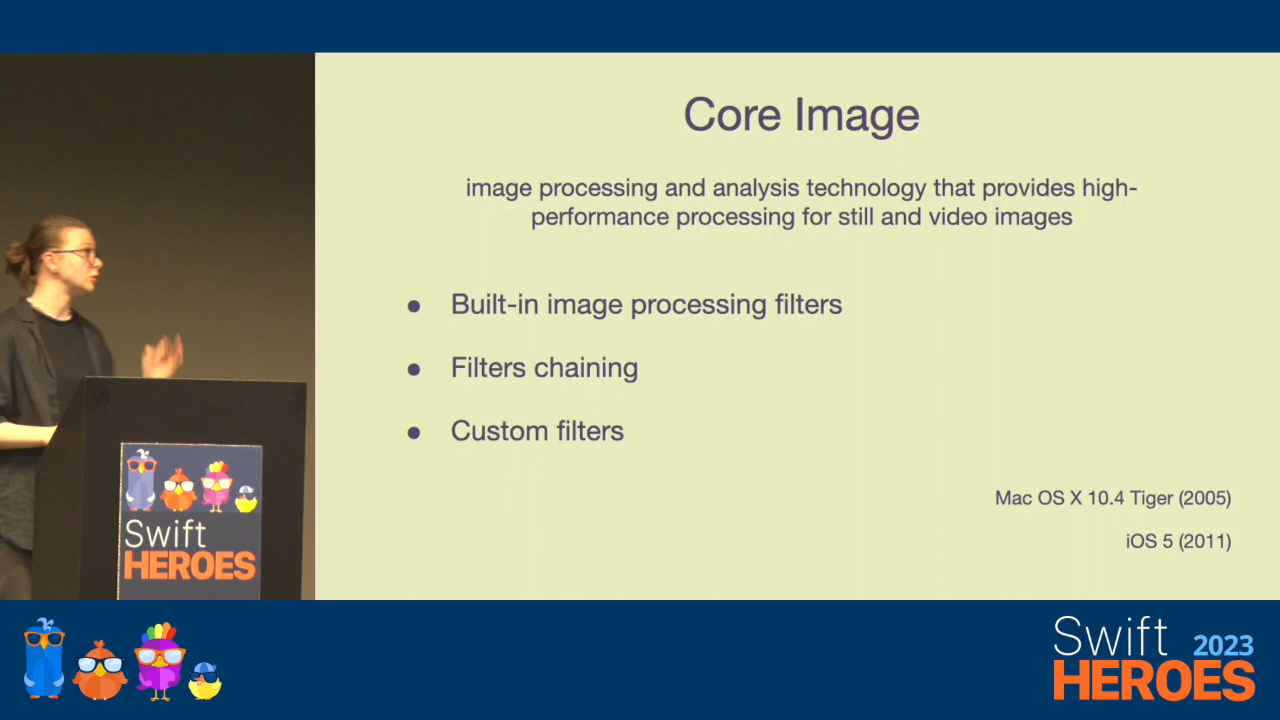 Core Image
image processing and analysis technology that provides high-
performance processing for still and video images
● Built-in image processing filters
● Filters chaining
● Custom filters
Mac OS X 10.4 Tiger (2005)
iOS 5 (2011)
Swift
HEROES
Swift 2023
HEROES